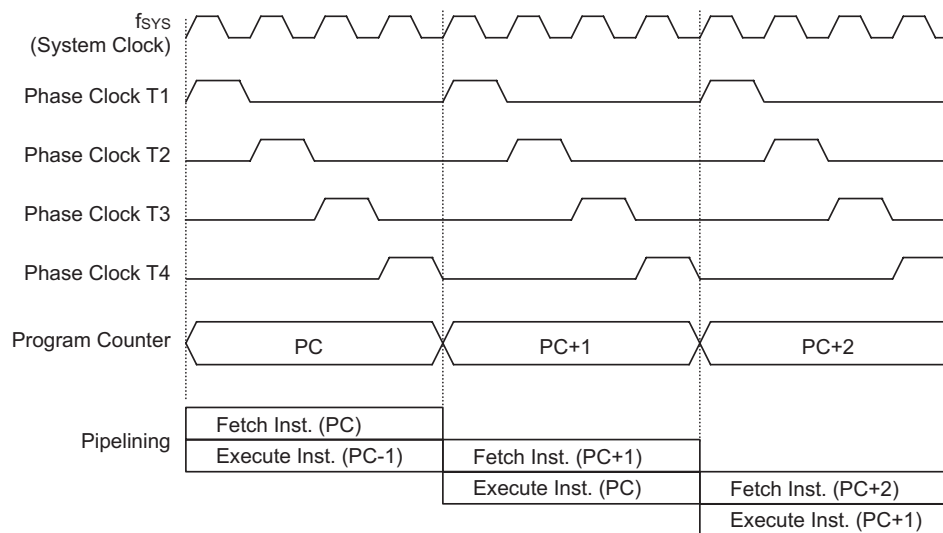 fSYS
(System Clock)
Phase Clock T1
Phase Clock T2
Phase Clock T3
Phase Clock T4
Program Counter
PC
PC+1
PC+2
Pipelining
Fetch Inst. (PC)
Execute Inst. (PC-1)
Fetch Inst. (PC+1)
Execute Inst. (PC)
Fetch Inst. (PC+2)
Execute Inst. (PC+1)